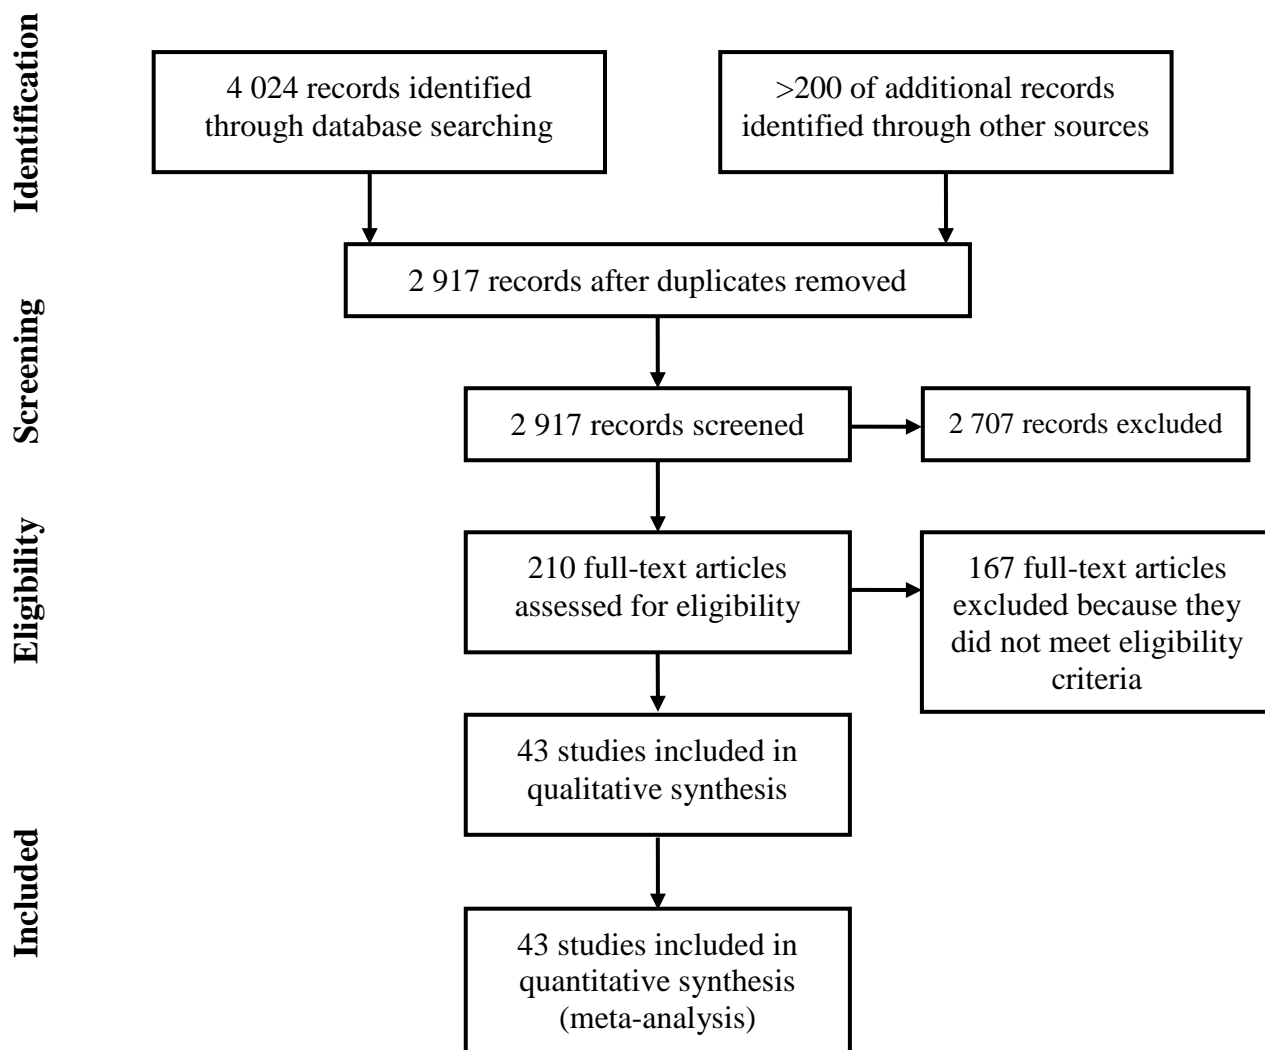 Identification
4 024 records identified
through database searching
>200 of additional records
identified through other sources
2 917 records after duplicates removed
Screening
2 917 records screened
2 707 records excluded
Eligibility
210 full-text articles
assessed for eligibility
167 full-text articles
excluded because they
did not meet eligibility
criteria
43 studies included in
qualitative synthesis
Included
43 studies included in
quantitative synthesis
(meta-analysis)